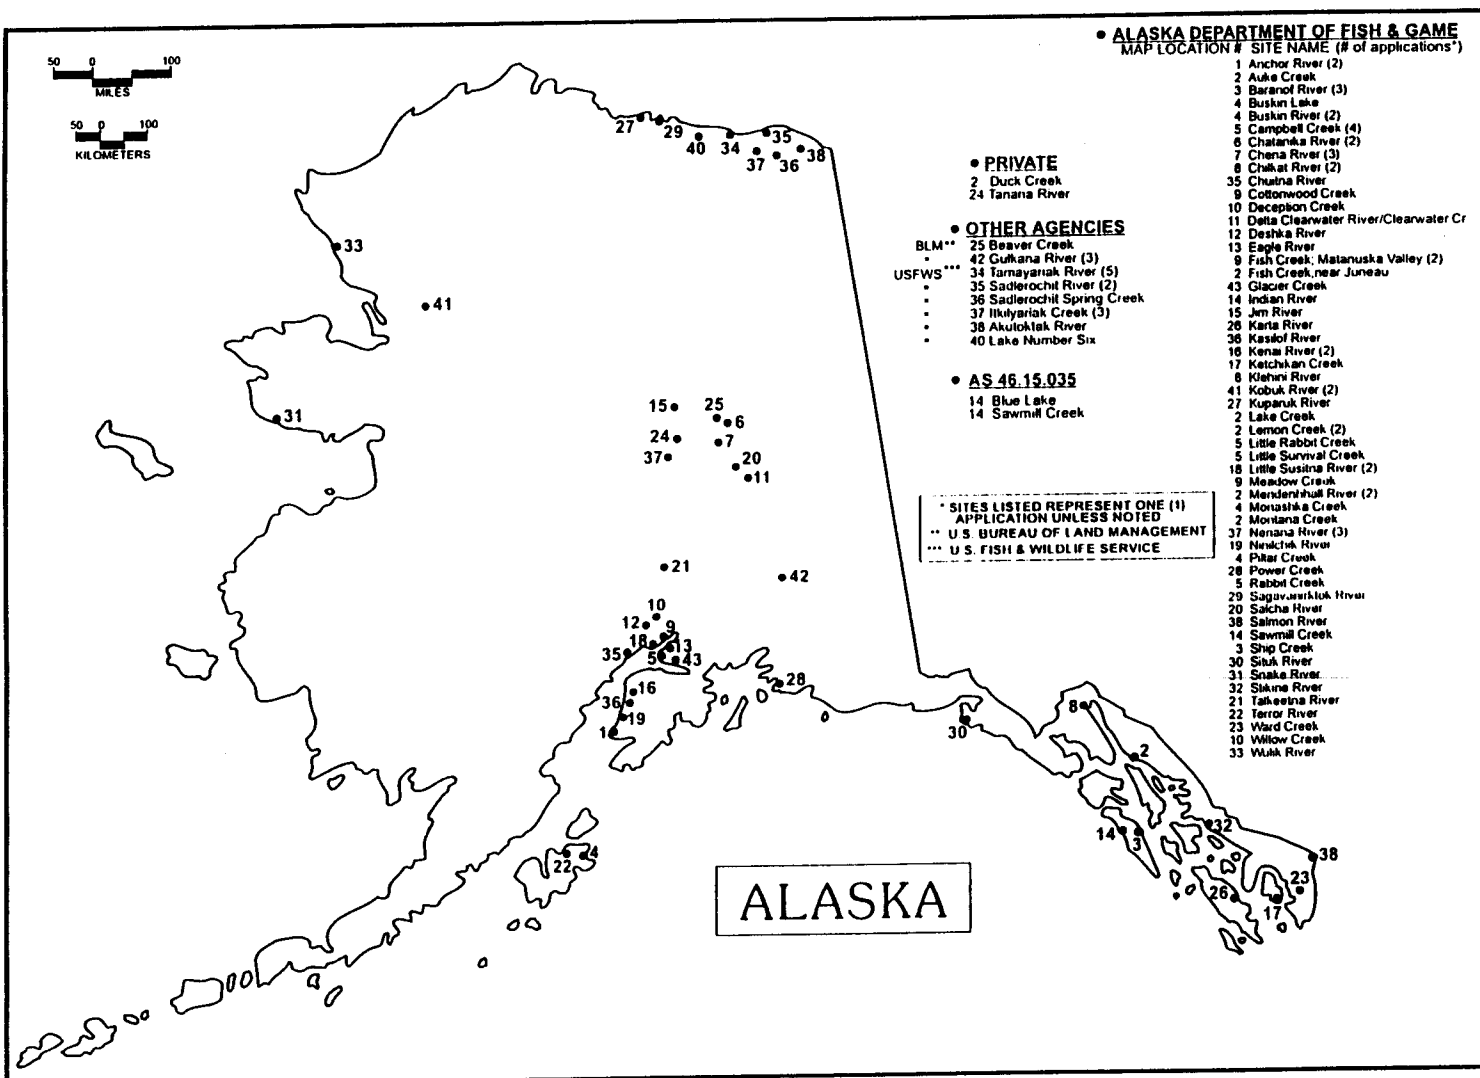 50 0 100
MILES
50 0 100
KILOMETERS
• ALASKA DEPARTMENT OF FISH & GAME
MAP LOCATION # SITE NAME (# of applications*)
1 Anchor River (2)
2 Auke Creek
3 Baranof River (3)
4 Buskin Lake
4 Buskin River (2)
5 Campbell Creek (4)
6 Chatanika River (2)
7 Chena River (3)
8 Chilkat River (2)
35 Chuitna River
9 Cottonwood Creek
10 Deception Creek
11 Delta Clearwater River/Clearwater Cr
12 Deshka River
13 Eagle River
9 Fish Creek; Matanuska Valley (2)
2 Fish Creek, near Juneau
43 Glacier Creek
14 Indian River
15 Jim River
26 Karta River
36 Kasilof River
16 Kenai River (2)
17 Ketchikan Creek
8 Klehini River
41 Kobuk River (2)
27 Kuparuk River
2 Lake Creek
2 Lemon Creek (2)
5 Little Rabbit Creek
5 Little Survival Creek
18 Little Susitna River (2)
9 Meadow Creek
2 Mendenhhall River (2)
4 Monashka Creek
2 Montana Creek
37 Nenana River (3)
19 Ninilchik River
4 Pillar Creek
28 Power Creek
5 Rabbit Creek
29 Sagavanirktok River
20 Salcha River
38 Salmon River
14 Sawmill Creek
3 Ship Creek
30 Situk River
31 Snake River
32 Stikine River
21 Talkeetna River
22 Terror River
23 Ward Creek
10 Willow Creek
33 Wulik River
• PRIVATE
2 Duck Creek
24 Tanana River
• OTHER AGENCIES
BLM** 25 Beaver Creek
" 42 Gulkana River (3)
USFWS*** 34 Tamayariak River (5)
" 35 Sadlerochit River (2)
" 36 Sadlerochit Spring Creek
" 37 Itkilyariak Creek (3)
" 38 Akutoktak River
" 40 Lake Number Six
• AS 46.15.035
14 Blue Lake
14 Sawmill Creek
* SITES LISTED REPRESENT ONE (1)
APPLICATION UNLESS NOTED
** U.S. BUREAU OF LAND MANAGEMENT
*** U.S. FISH & WILDLIFE SERVICE
27
29
40
34
35
37
36
38
33
41
31
15
25
6
24
7
37
20
11
21
42
10
12
9
18
13
35
5
43
16
36
19
1
28
30
8
2
14
3
32
38
23
26
17
22
4
ALASKA